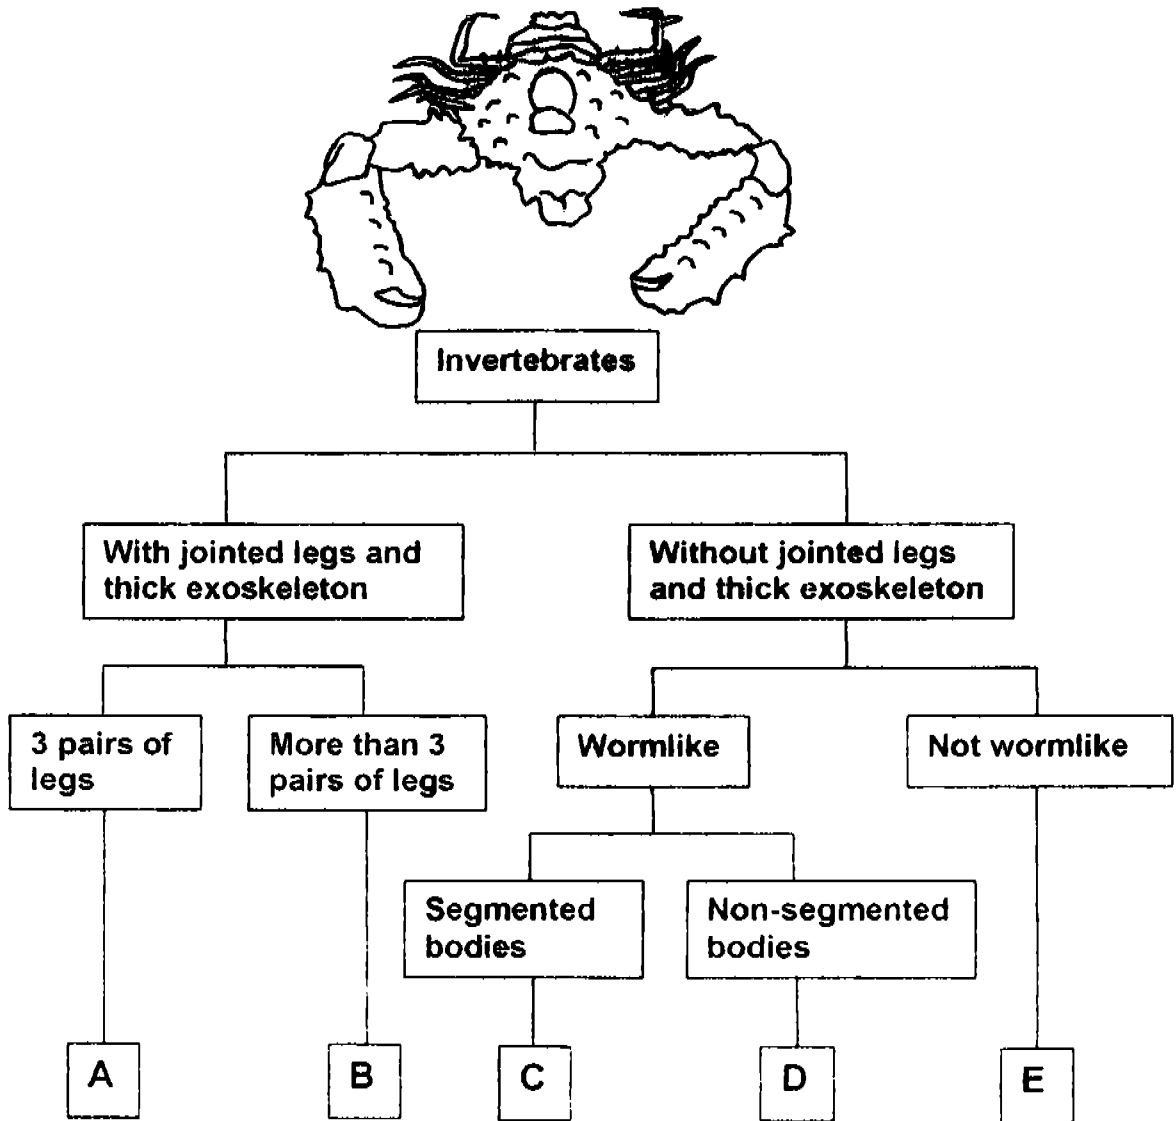 Invertebrates
With jointed legs and
thick exoskeleton
Without jointed legs
and thick exoskeleton
3 pairs of
legs
More than 3
pairs of legs
Wormlike
Not wormlike
Segmented
bodies
Non-segmented
bodies
A
B
C
D
E